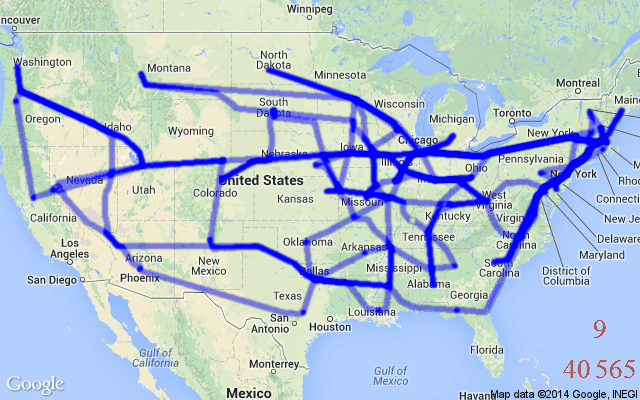 Winnipeg
ancouver
Washington
Montana
North
Dakota
Minnesota
Montreal
Maine
Oregon
Idaho
South
Dakota
Wisconsin
Michigan
Toronto
Wyoming
New York
Chicago
Iowa
Nebraska
Illinois
Ohio
Pennsylvania
Nevada
Utah
Colorado
United States
Kansas
Missouri
West
Virginia
Kentucky
Virginia
New York
Connecticut
New Jersey
Delaware
Maryland
District of
Columbia
California
Los
Angeles
San Diego
Arizona
Phoenix
New
Mexico
Oklahoma
Arkansas
Tennessee
North
Carolina
South
Carolina
Dallas
Mississippi
Alabama
Georgia
Texas
San
Antonio
Houston
Louisiana
Florida
Gulf of
California
Monterrey
Gulf of
Mexico
Mexico
Havana
9
40 565
Google
Map data ©2014 Google, INEGI